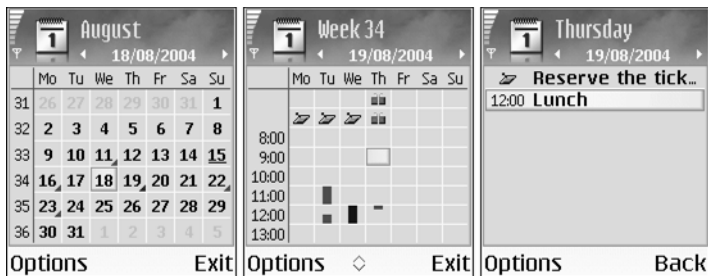 August
1
18/08/2004
Mo Tu We Th Fr Sa Su
31 26 27 28 29 30 31 1
32 2 3 4 5 6 7 8
33 9 10 11 12 13 14 15
34 16 17 18 19 20 21 22
35 23 24 25 26 27 28 29
36 30 31 1 2 3 4 5
Options Exit
Week 34
1
19/08/2004
Mo Tu We Th Fr Sa Su
8:00
9:00
10:00
11:00
12:00
13:00
Options Exit
Thursday
1
19/08/2004
Reserve the tick...
12:00 Lunch
Options Back